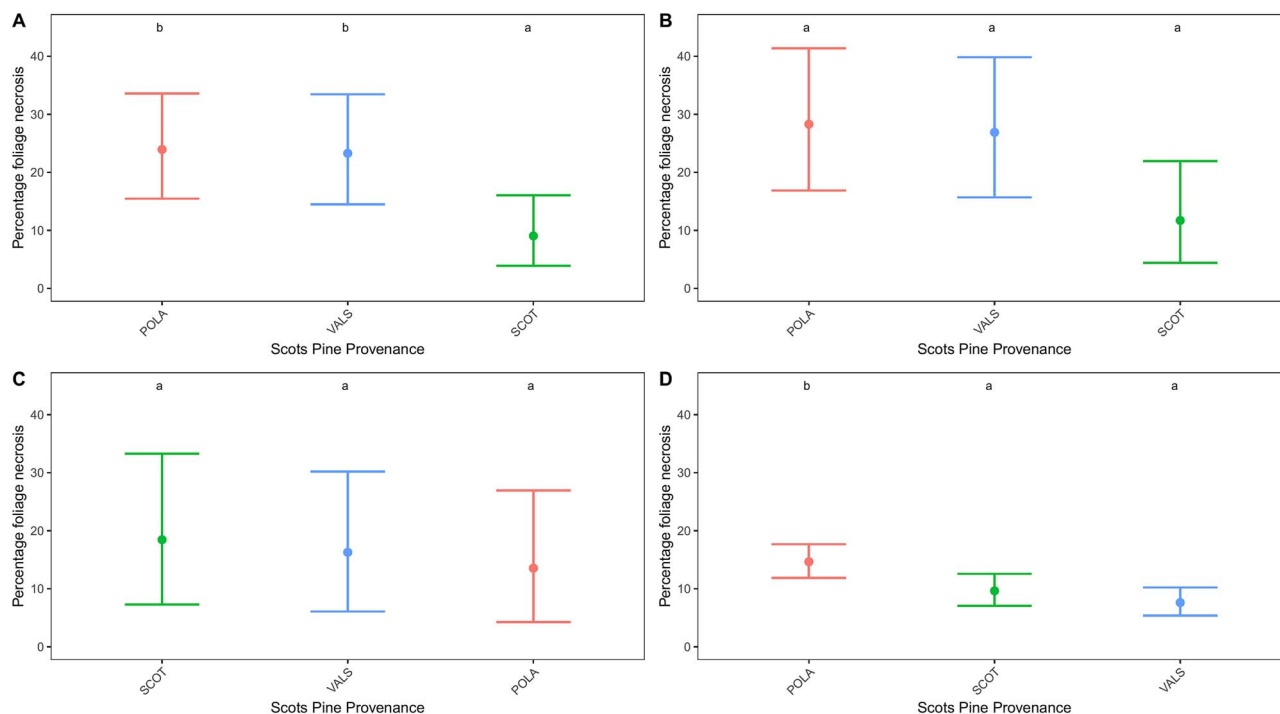 A
b b a
Percentage foliage necrosis
40
30
20
10
0
POLA VALS SCOT
Scots Pine Provenance
B
a a a
Percentage foliage necrosis
40
30
20
10
0
POLA VALS SCOT
Scots Pine Provenance
C
a a a
Percentage foliage necrosis
40
30
20
10
0
SCOT VALS POLA
Scots Pine Provenance
D
b a a
Percentage foliage necrosis
40
30
20
10
0
POLA SCOT VALS
Scots Pine Provenance